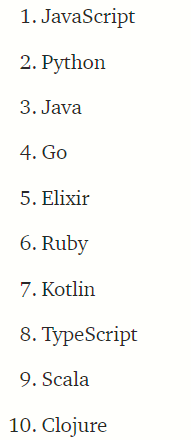 1. JavaScript
2. Python
3. Java
4. Go
5. Elixir
6. Ruby
7. Kotlin
8. TypeScript
9. Scala
10. Clojure